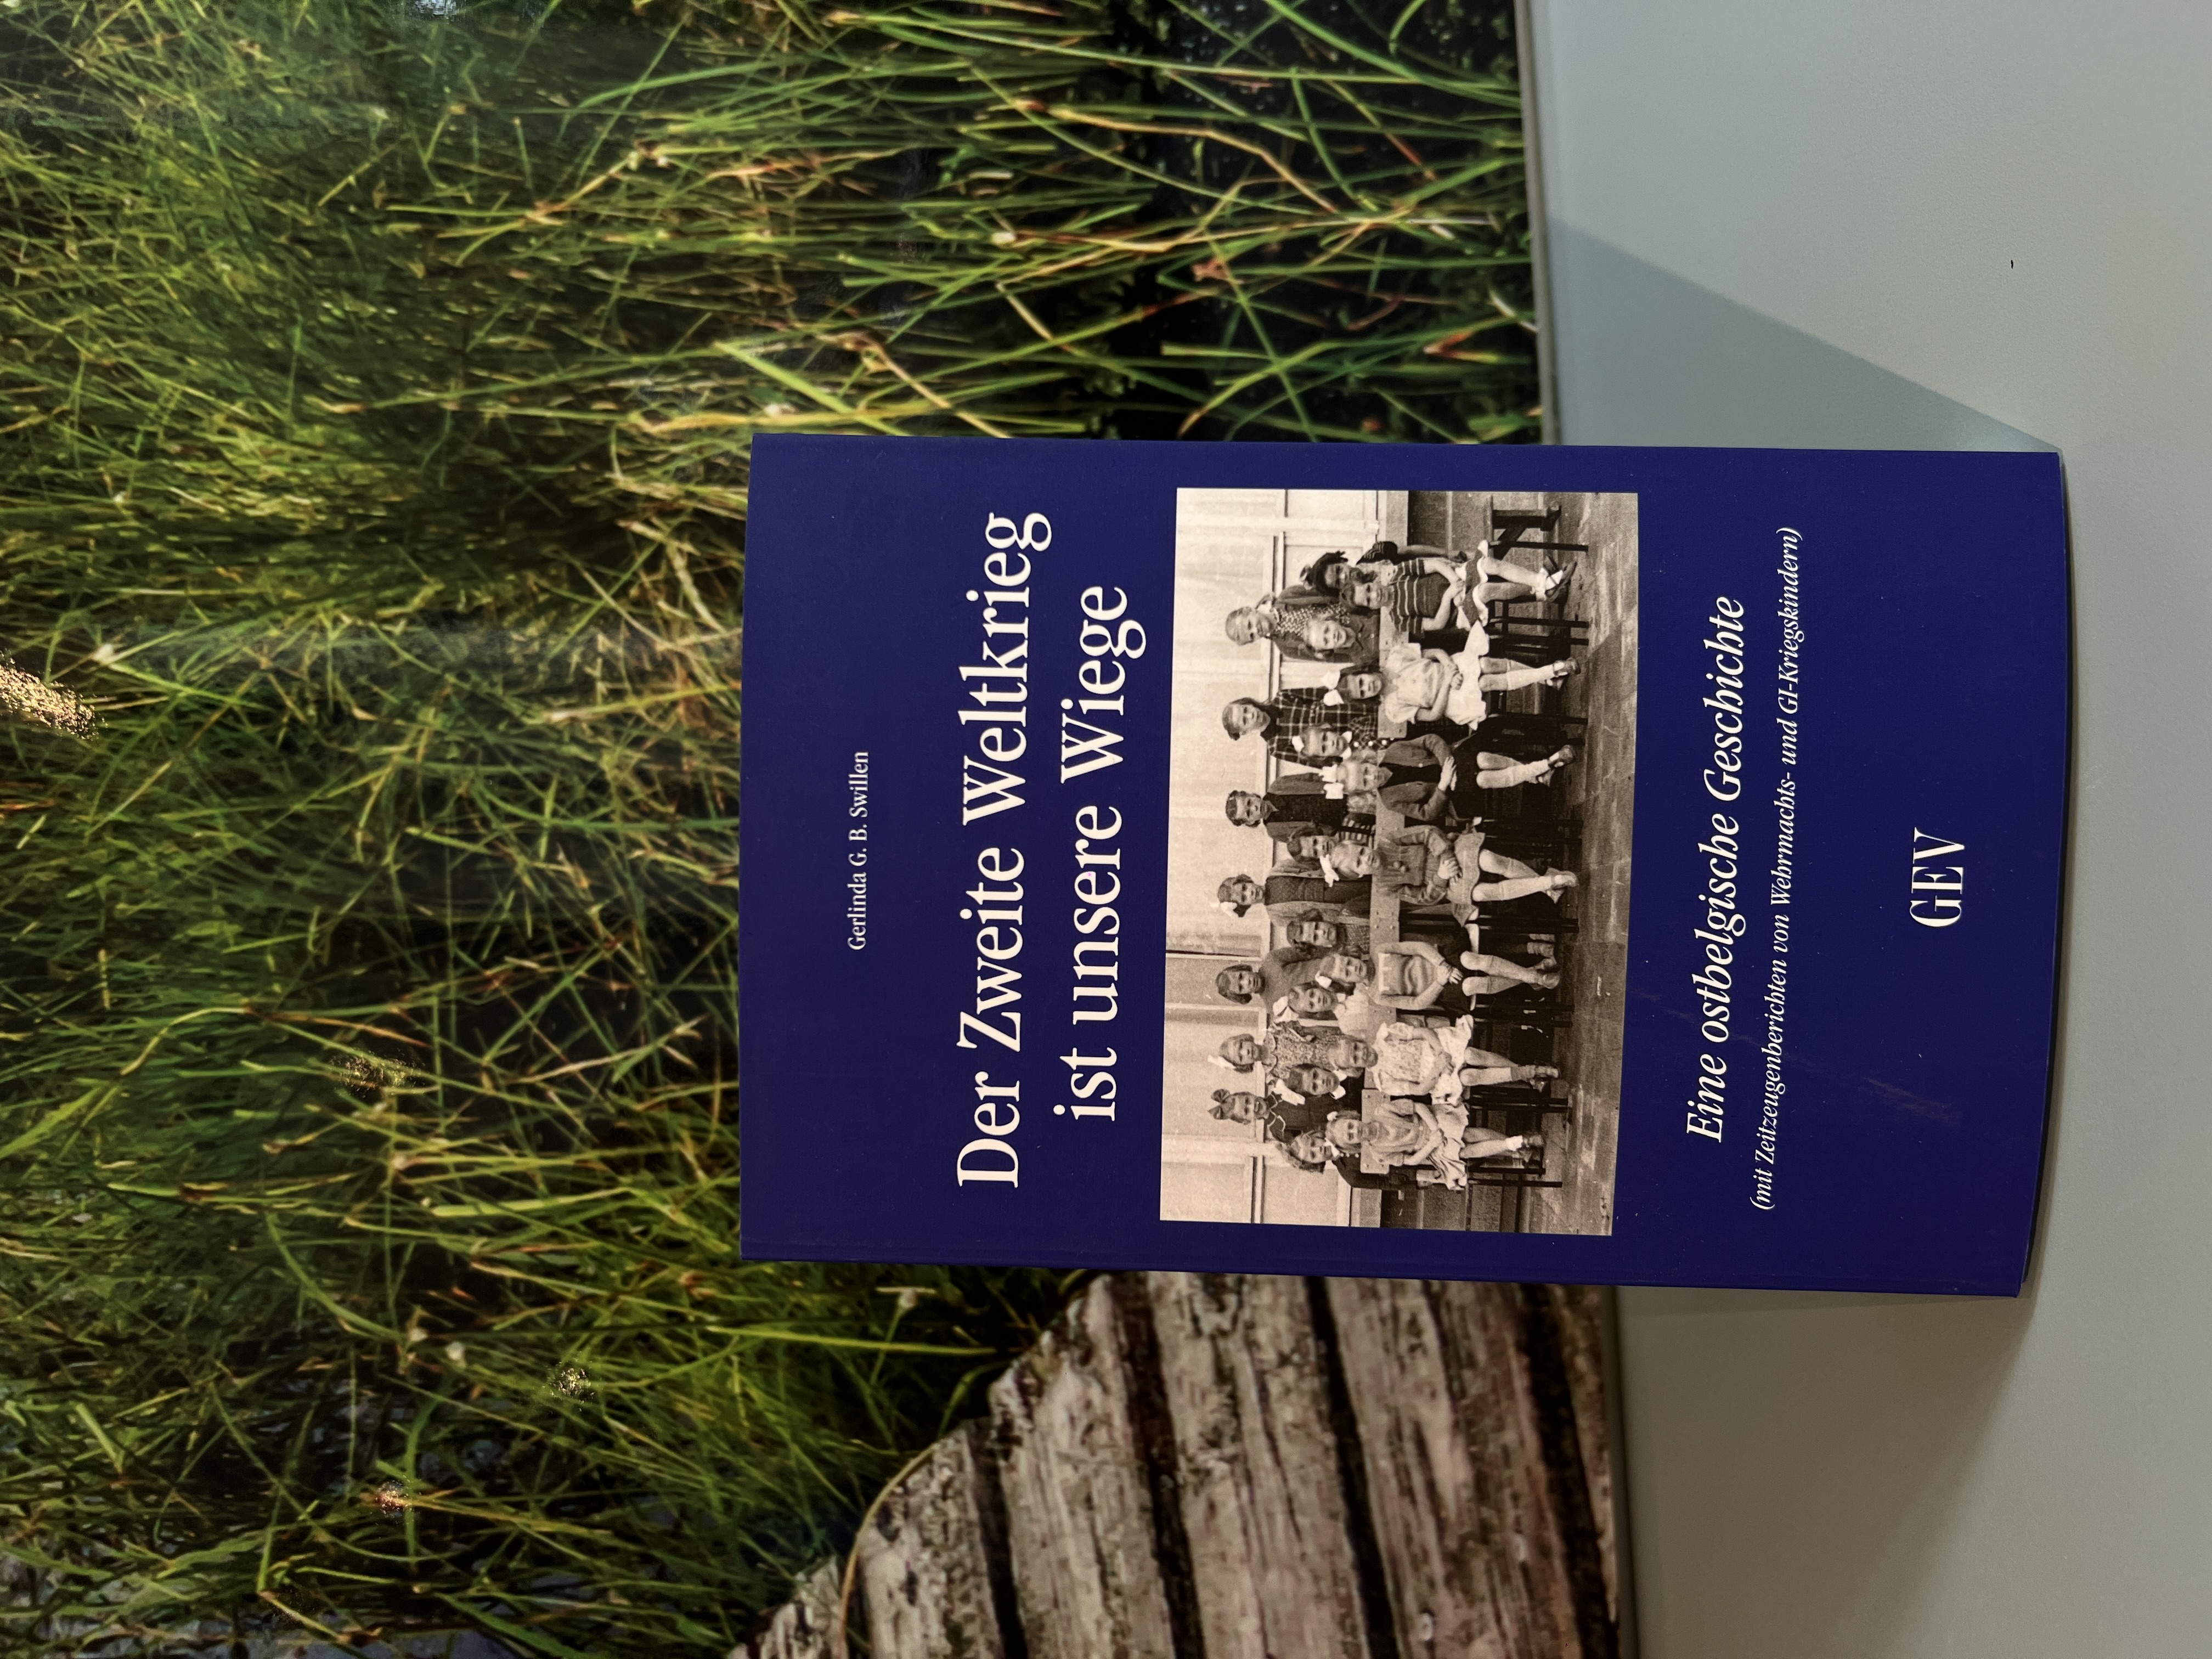 Gerlinda G. B. Swillen
Der Zweite Weltkrieg
ist unsere Wiege
Eine ostbelgische Geschichte
(mit Zeitzeugenberichten von Wehrmachts- und GI-Kriegskindern)
GEV